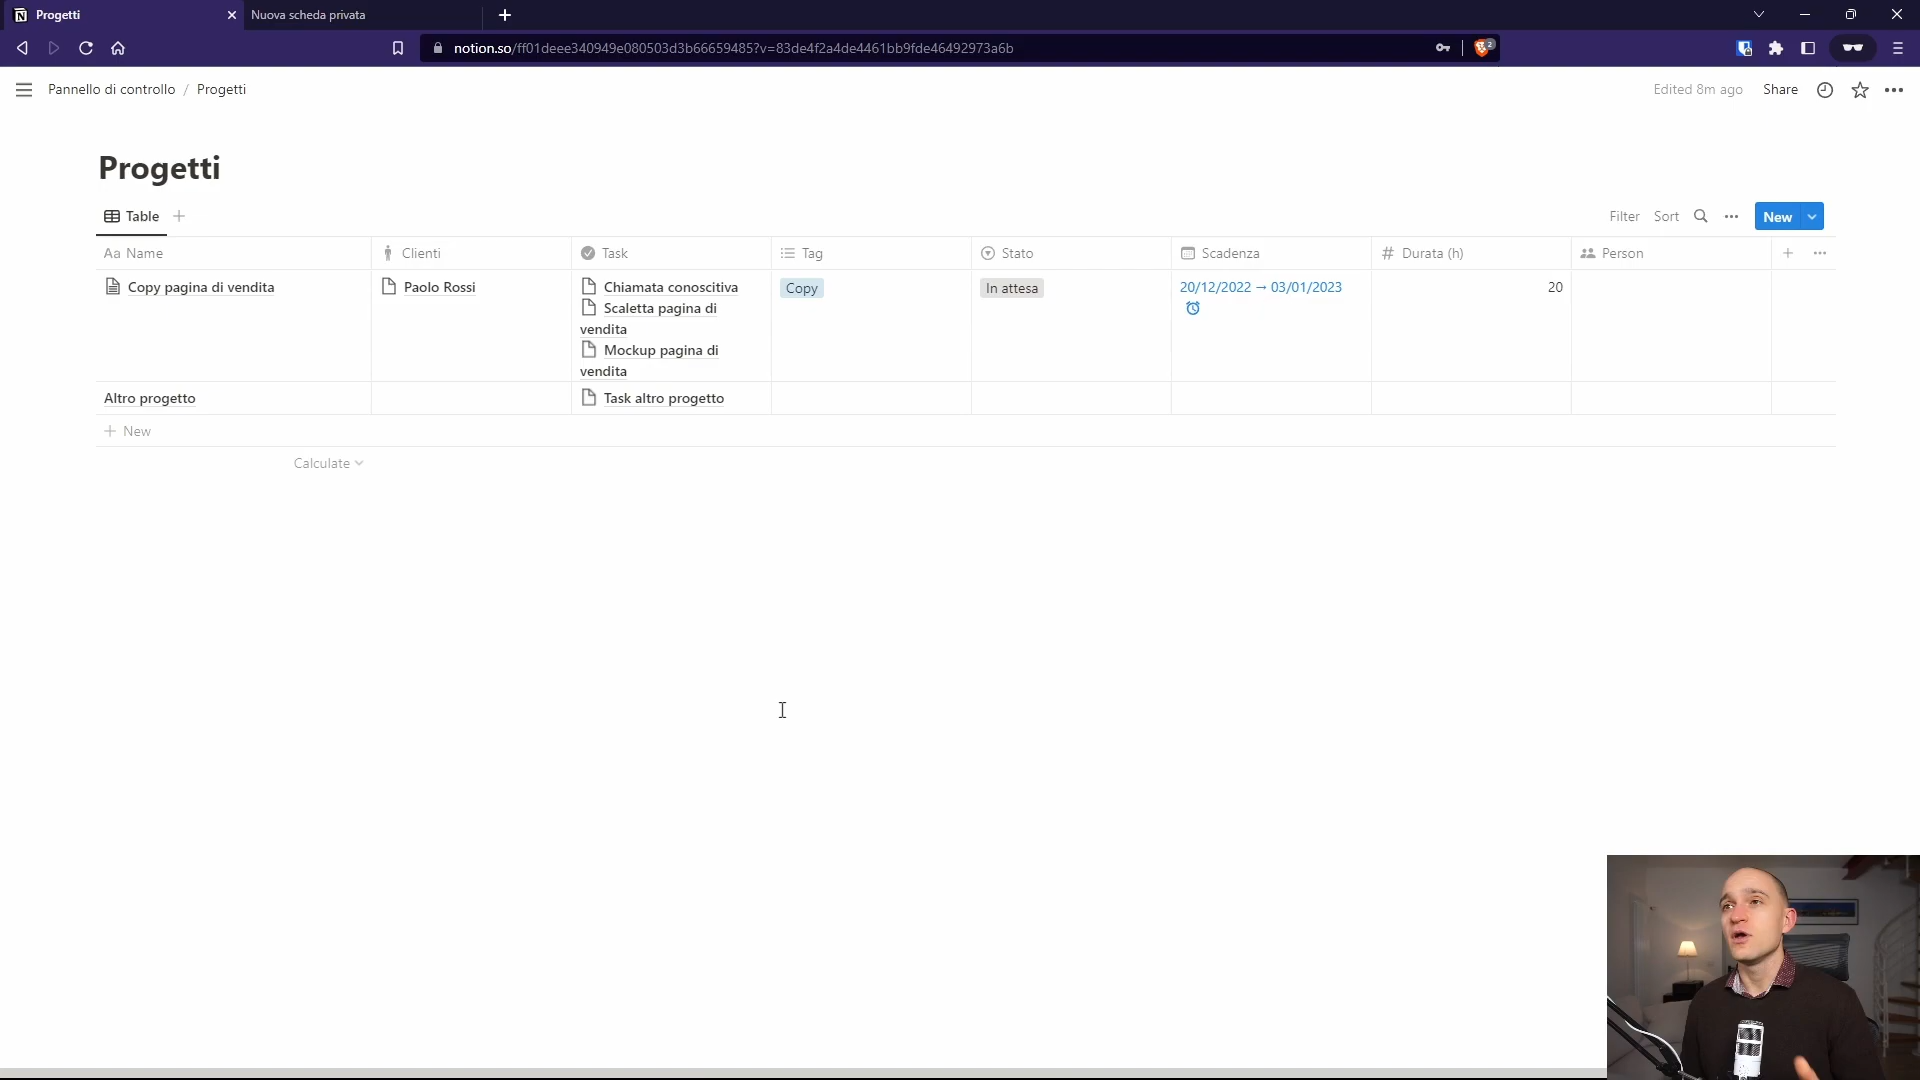 Progetti
Nuova scheda privata
notion.so/ff01deee340949e080503d3b66659485?v=83de4f2a4de4461bb9fde46492973a6b
2
Pannello di controllo / Progetti
Edited 8m ago
Share
Progetti
Table
Filter
Sort
New
Aa Name
Clienti
Task
Tag
Stato
Scadenza
# Durata (h)
Person
Copy pagina di vendita
Paolo Rossi
Chiamata conoscitiva
Scaletta pagina di
vendita
Mockup pagina di
vendita
Copy
In attesa
20/12/2022 → 03/01/2023
20
Altro progetto
Task altro progetto
+ New
Calculate